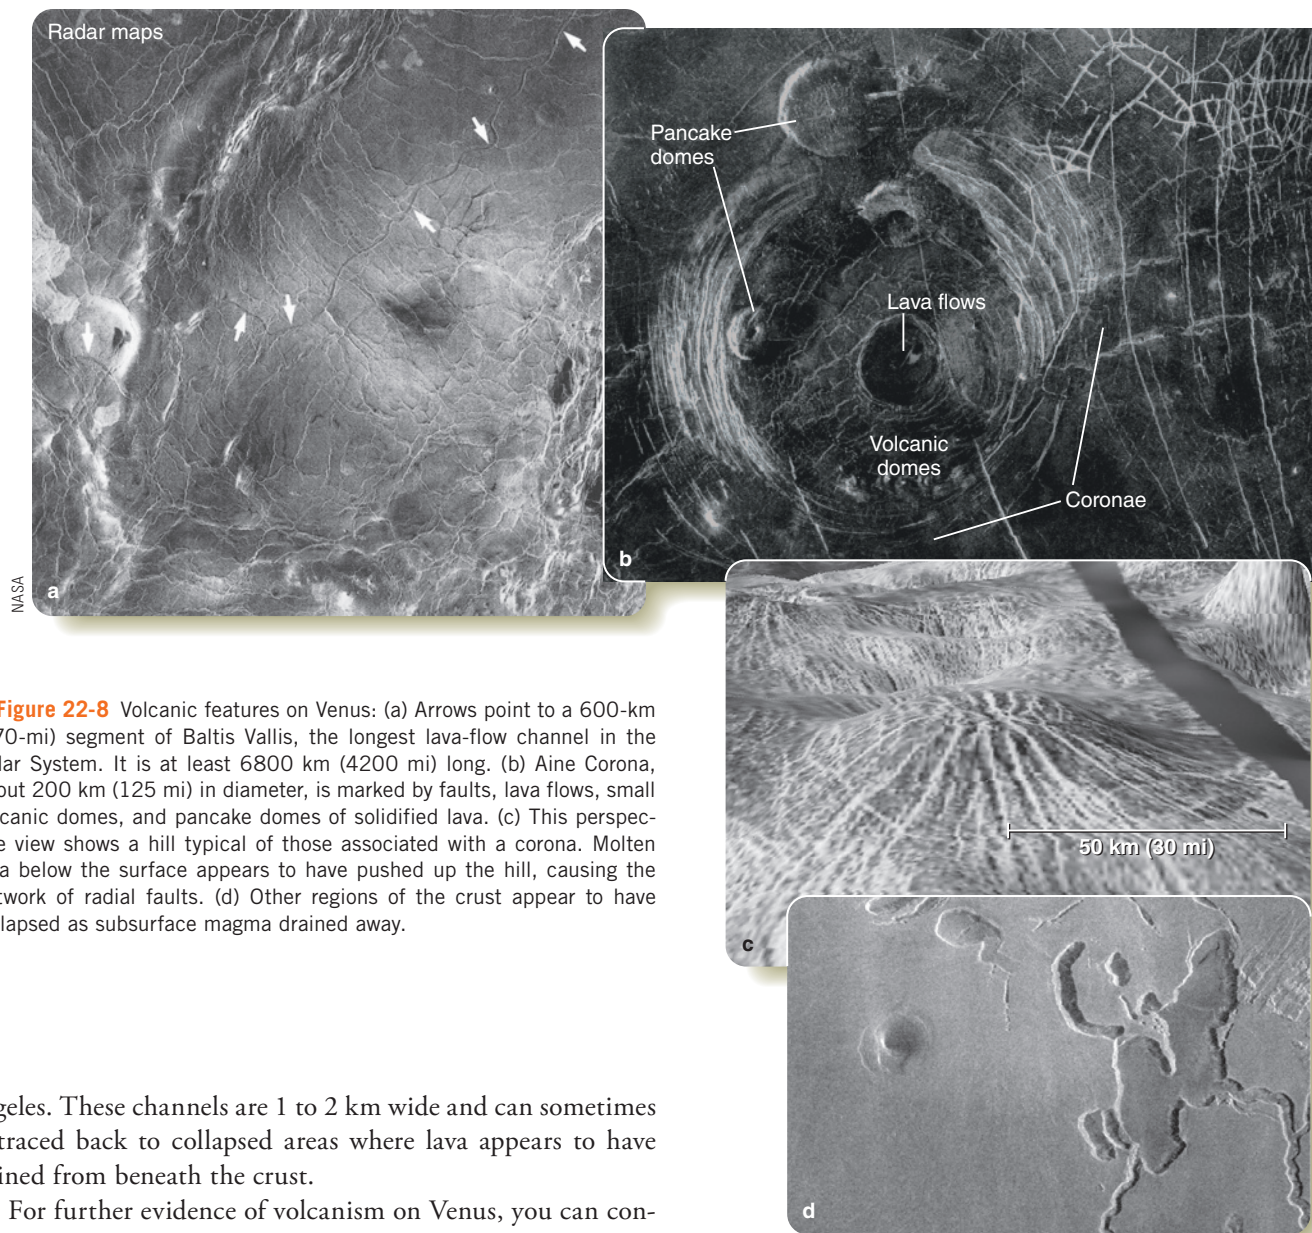 Radar maps
a
NASA
Pancake
domes
Lava flows
Volcanic
domes
Coronae
b
50 km (30 mi)
c
d
Figure 22-8 Volcanic features on Venus: (a) Arrows point to a 600-km
70-mi) segment of Baltis Vallis, the longest lava-flow channel in the
lar System. It is at least 6800 km (4200 mi) long. (b) Aine Corona,
out 200 km (125 mi) in diameter, is marked by faults, lava flows, small
canic domes, and pancake domes of solidified lava. (c) This perspec-
e view shows a hill typical of those associated with a corona. Molten
a below the surface appears to have pushed up the hill, causing the
twork of radial faults. (d) Other regions of the crust appear to have
lapsed as subsurface magma drained away.
geles. These channels are 1 to 2 km wide and can sometimes
traced back to collapsed areas where lava appears to have
ined from beneath the crust.
For further evidence of volcanism on Venus, you can con-